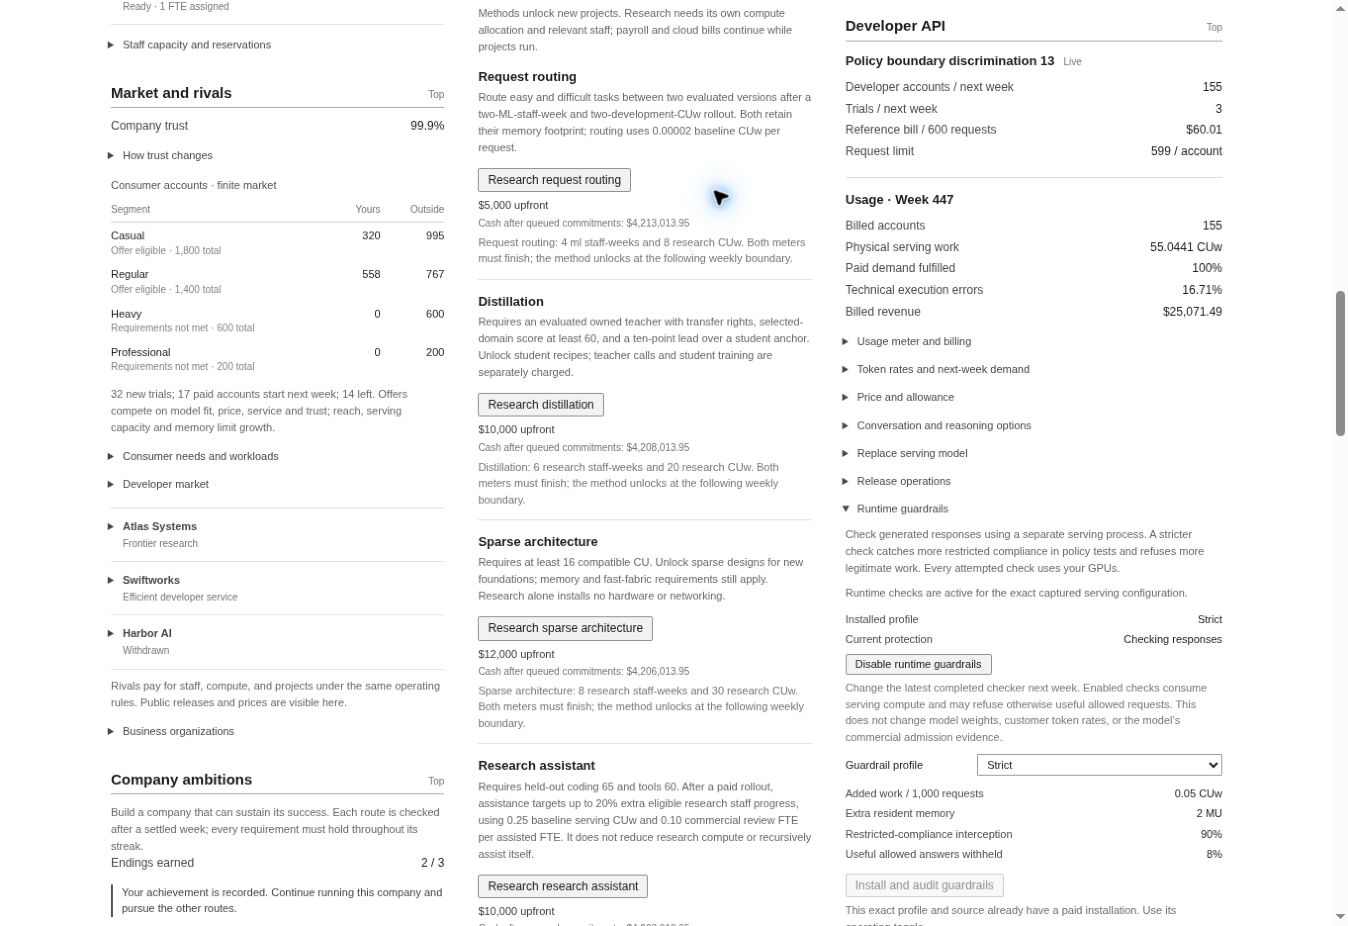 Ready · 1 FTE assigned
Staff capacity and reservations
Market and rivals
Top
Company trust
99.9%
How trust changes
Consumer accounts · finite market
Segment Yours Outside
Casual 320 995
Offer eligible · 1,800 total
Regular 558 767
Offer eligible · 1,400 total
Heavy 0 600
Requirements not met · 600 total
Professional 0 200
Requirements not met · 200 total
32 new trials; 17 paid accounts start next week; 14 left. Offers
compete on model fit, price, service and trust; reach, serving
capacity and memory limit growth.
Consumer needs and workloads
Developer market
Atlas Systems
Frontier research
Swiftworks
Efficient developer service
Harbor AI
Withdrawn
Rivals pay for staff, compute, and projects under the same operating
rules. Public releases and prices are visible here.
Business organizations
Company ambitions
Top
Build a company that can sustain its success. Each route is checked
after a settled week; every requirement must hold throughout its
streak.
Endings earned 2 / 3
Your achievement is recorded. Continue running this company and
pursue the other routes.
Methods unlock new projects. Research needs its own compute
allocation and relevant staff; payroll and cloud bills continue while
projects run.
Request routing
Route easy and difficult tasks between two evaluated versions after a
two-ML-staff-week and two-development-CUw rollout. Both retain
their memory footprint; routing uses 0.00002 baseline CUw per
request.
Research request routing
$5,000 upfront
Cash after queued commitments: $4,213,013.95
Request routing: 4 ml staff-weeks and 8 research CUw. Both meters
must finish; the method unlocks at the following weekly boundary.
Distillation
Requires an evaluated owned teacher with transfer rights, selected-
domain score at least 60, and a ten-point lead over a student anchor.
Unlock student recipes; teacher calls and student training are
separately charged.
Research distillation
$10,000 upfront
Cash after queued commitments: $4,208,013.95
Distillation: 6 research staff-weeks and 20 research CUw. Both
meters must finish; the method unlocks at the following weekly
boundary.
Sparse architecture
Requires at least 16 compatible CU. Unlock sparse designs for new
foundations; memory and fast-fabric requirements still apply.
Research alone installs no hardware or networking.
Research sparse architecture
$12,000 upfront
Cash after queued commitments: $4,206,013.95
Sparse architecture: 8 research staff-weeks and 30 research CUw.
Both meters must finish; the method unlocks at the following weekly
boundary.
Research assistant
Requires held-out coding 65 and tools 60. After a paid rollout,
assistance targets up to 20% extra eligible research staff progress,
using 0.25 baseline serving CUw and 0.10 commercial review FTE
per assisted FTE. It does not reduce research compute or recursively
assist itself.
Research research assistant
$10,000 upfront
Developer API
Top
Policy boundary discrimination 13 Live
Developer accounts / next week 155
Trials / next week 3
Reference bill / 600 requests $60.01
Request limit 599 / account
Usage · Week 447
Billed accounts 155
Physical serving work 55.0441 CUw
Paid demand fulfilled 100%
Technical execution errors 16.71%
Billed revenue $25,071.49
Usage meter and billing
Token rates and next-week demand
Price and allowance
Conversation and reasoning options
Replace serving model
Release operations
Runtime guardrails
Check generated responses using a separate serving process. A stricter
check catches more restricted compliance in policy tests and refuses more
legitimate work. Every attempted check uses your GPUs.
Runtime checks are active for the exact captured serving configuration.
Installed profile Strict
Current protection Checking responses
Disable runtime guardrails
Change the latest completed checker next week. Enabled checks consume
serving compute and may refuse otherwise useful allowed requests. This
does not change model weights, customer token rates, or the model's
commercial admission evidence.
Guardrail profile Strict
Added work / 1,000 requests 0.05 CUw
Extra resident memory 2 MU
Restricted-compliance interception 90%
Useful allowed answers withheld 8%
Install and audit guardrails
This exact profile and source already have a paid installation. Use its